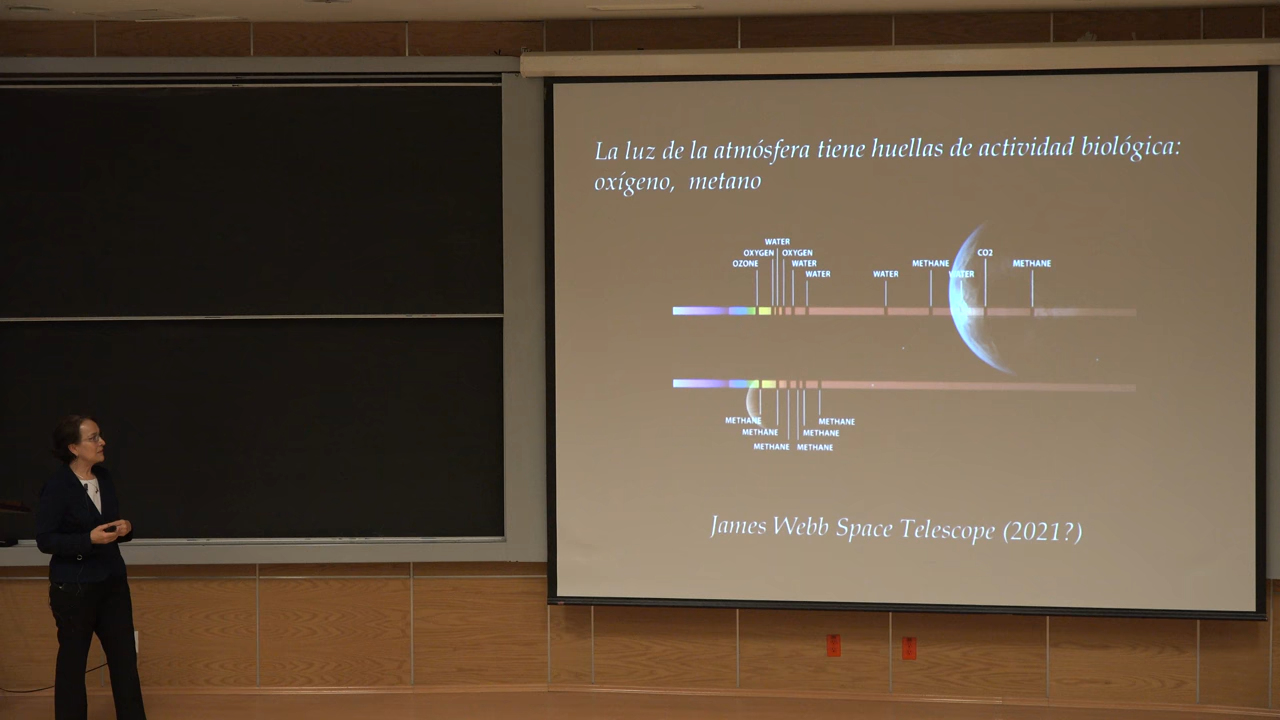 La luz de la atmósfera tiene huellas de actividad biológica:
oxígeno, metano
WATER
OXYGEN OXYGEN
OZONE WATER METHANE CO2 METHANE
WATER WATER WATER
METHANE METHANE
METHANE METHANE
METHANE METHANE
James Webb Space Telescope (2021?)